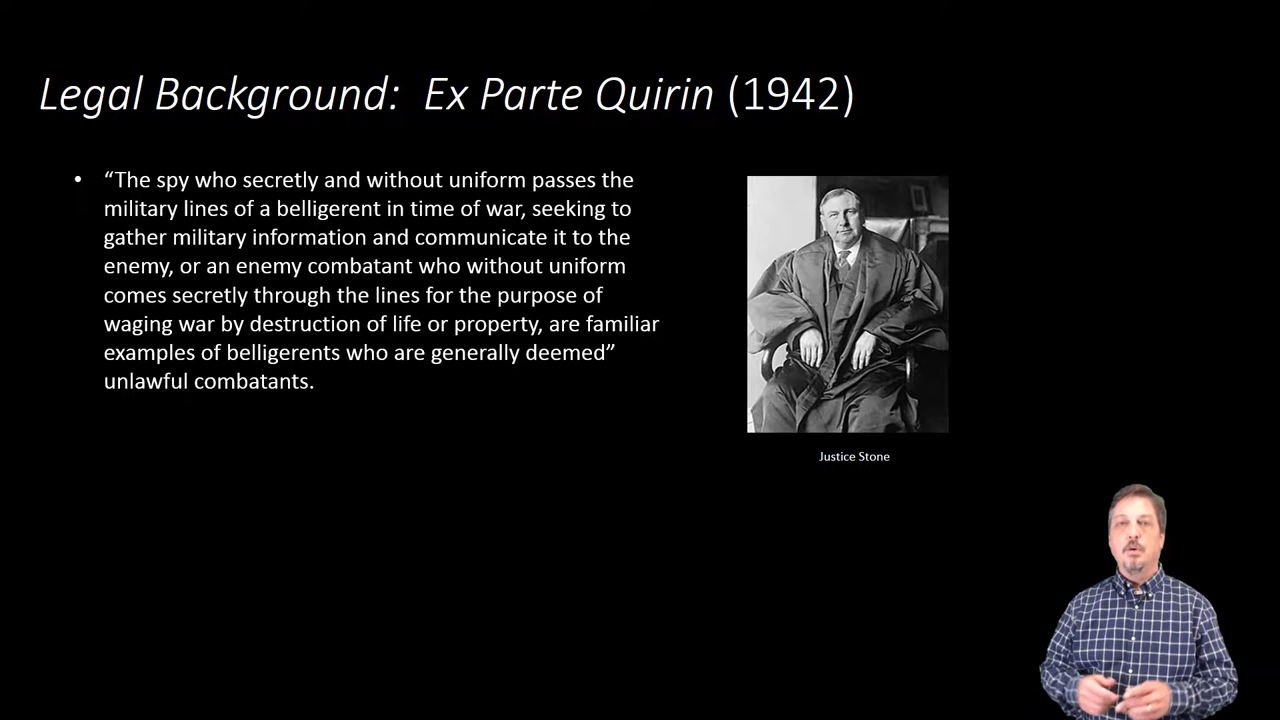 Legal Background:  Ex Parte Quirin (1942)
• “The spy who secretly and without uniform passes the
military lines of a belligerent in time of war, seeking to
gather military information and communicate it to the
enemy, or an enemy combatant who without uniform
comes secretly through the lines for the purpose of
waging war by destruction of life or property, are familiar
examples of belligerents who are generally deemed”
unlawful combatants.
Justice Stone